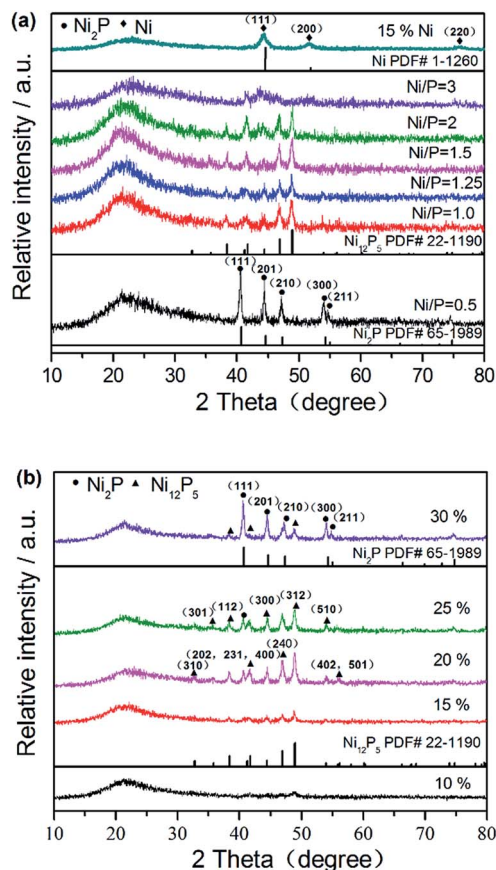 (a)
● Ni₂P ◆ Ni
(111)
(200)
15 % Ni
(220)
Ni PDF# 1-1260
Ni/P=3
Ni/P=2
Ni/P=1.5
Ni/P=1.25
Ni/P=1.0
Ni₁₂P₅ PDF# 22-1190
(111)
(201)
(210)
(300)
(211)
Ni/P=0.5
Ni₂P PDF# 65-1989
Relative intensity / a.u.
10 20 30 40 50 60 70 80
2 Theta (degree)
(b)
● Ni₂P ▲ Ni₁₂P₅
(111)
(201)
(210)
(300)
(211)
30 %
Ni₂P PDF# 65-1989
(301)
(112)
(300)
(312)
(510)
25 %
(202, 231, 400)
(240)
(310)
(402, 501)
20 %
15 %
Ni₁₂P₅ PDF# 22-1190
10 %
Relative intensity / a.u.
10 20 30 40 50 60 70 80
2 Theta (degree)